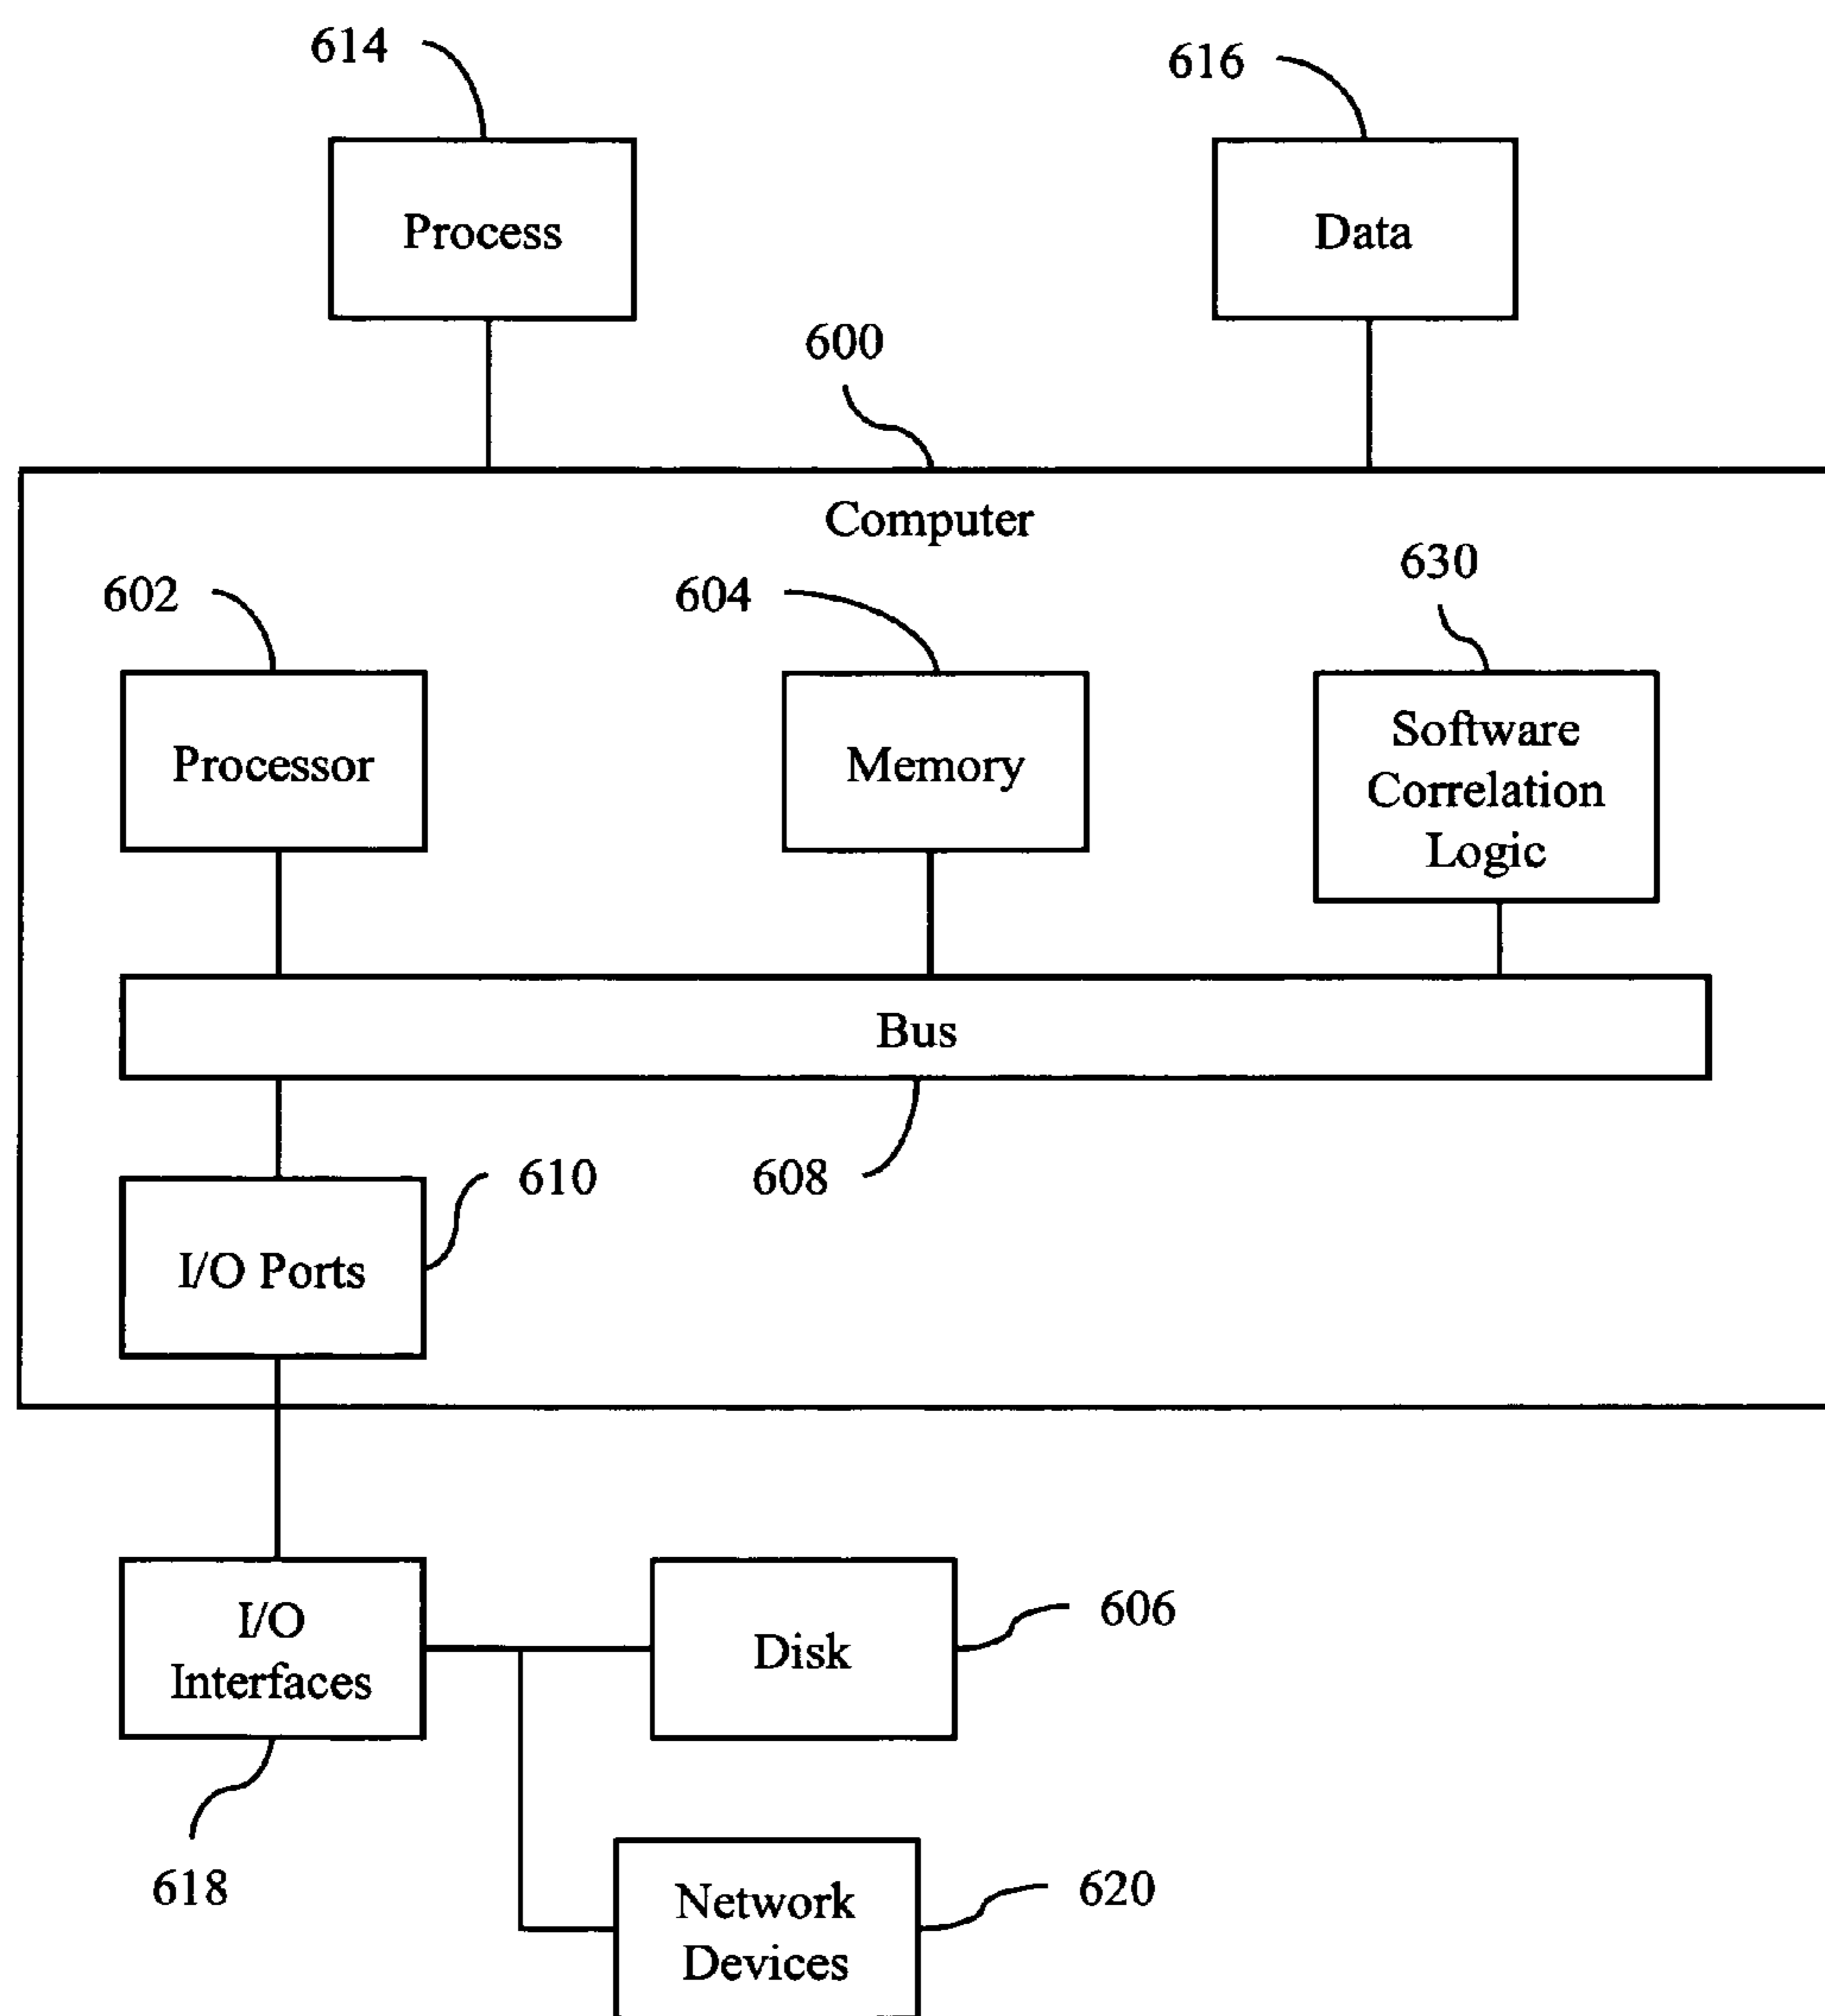 614
616
Process
Data
600
Computer
630
602
604
Software
Correlation
Logic
Processor
Memory
Bus
610
608
I/O Ports
I/O
Interfaces
Disk
606
618
Network
Devices
620